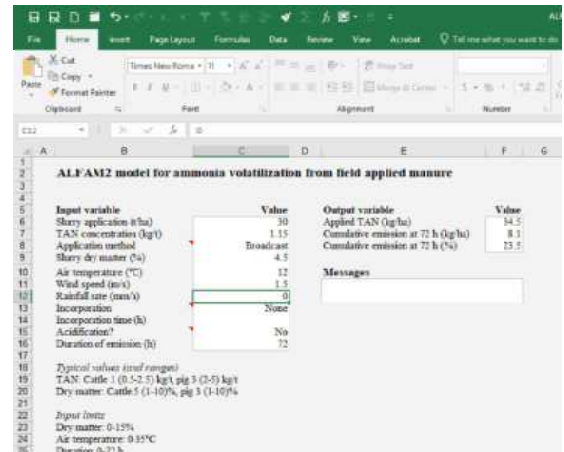 ALF
File Home Insert Page Layout Formulas Data Review View Acrobat Tell me what you want to do
Paste
Cut
Copy
Format Painter
Clipboard
Times New Roma 11
Font
Wrap Text
Merge & Center
Alignment
Number
C12 0
A B C D E F G
ALFAM2 model for ammonia volatilization from field applied manure
Input variable Value Output variable Value
Slurry application (t/ha) 30 Applied TAN (kg/ha) 34.5
TAN concentration (kg/t) 1.15 Cumulative emission at 72 h (kg/ha) 8.1
Application method Broadcast Cumulative emission at 72 h (%) 23.5
Slurry dry matter (%) 4.5
Air temperature (°C) 12 Messages
Wind speed (m/s) 1.5
Rainfall rate (mm/s) 0
Incorporation None
Incorporation time (h)
Acidification? No
Duration of emission (h) 72
Typical values (and ranges)
TAN: Cattle 1 (0.5-2.5) kg/t, pig 3 (2-5) kg/t
Dry matter: Cattle 5 (1-10)%, pig 3 (1-10)%
Input limits
Dry matter: 0-15%
Air temperature: 0-35°C